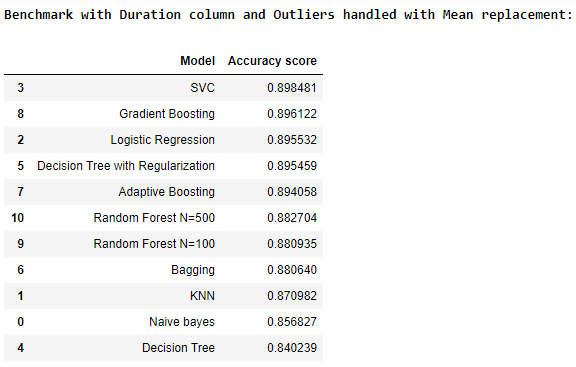 Benchmark with Duration column and Outliers handled with Mean replacement:
Model Accuracy score
3 SVC 0.898481
8 Gradient Boosting 0.896122
2 Logistic Regression 0.895532
5 Decision Tree with Regularization 0.895459
7 Adaptive Boosting 0.894058
10 Random Forest N=500 0.882704
9 Random Forest N=100 0.880935
6 Bagging 0.880640
1 KNN 0.870982
0 Naive bayes 0.856827
4 Decision Tree 0.840239